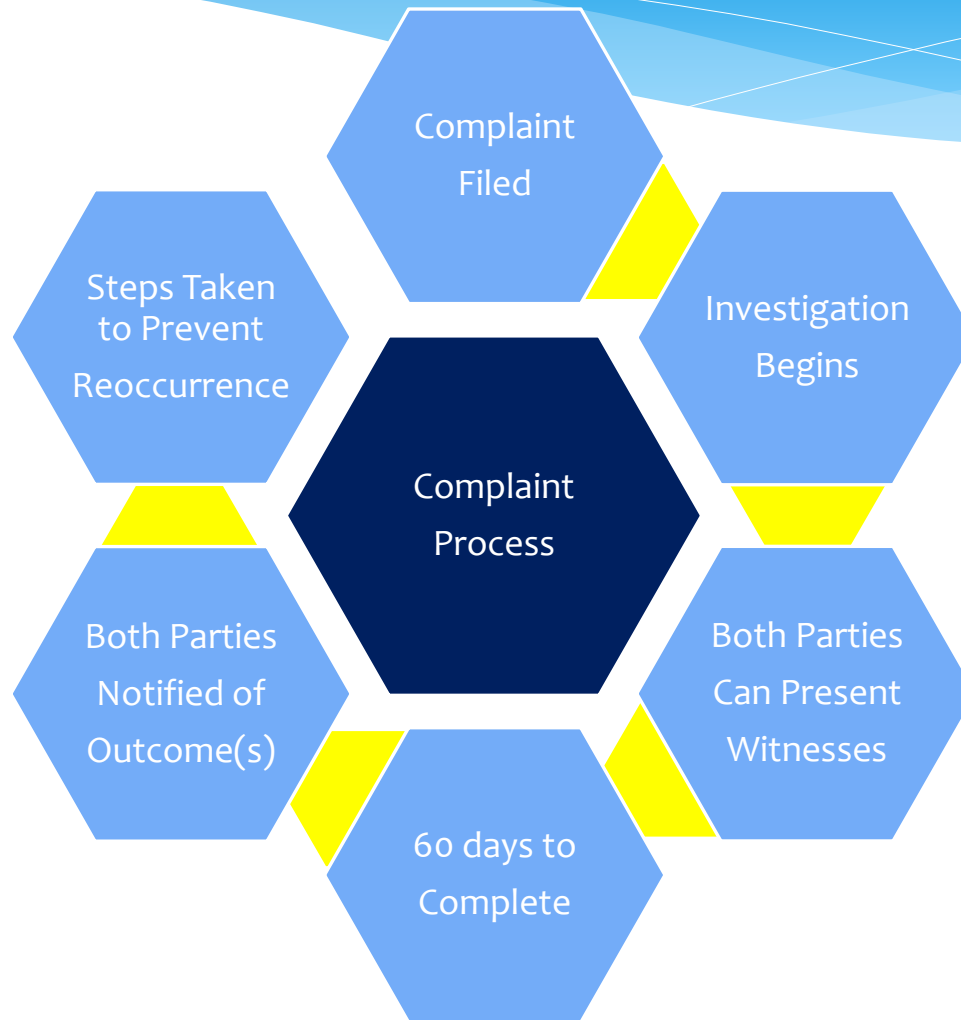 Complaint
Filed
Investigation
Begins
Both Parties
Can Present
Witnesses
60 days to
Complete
Both Parties
Notified of
Outcome(s)
Steps Taken
to Prevent
Reoccurrence
Complaint
Process